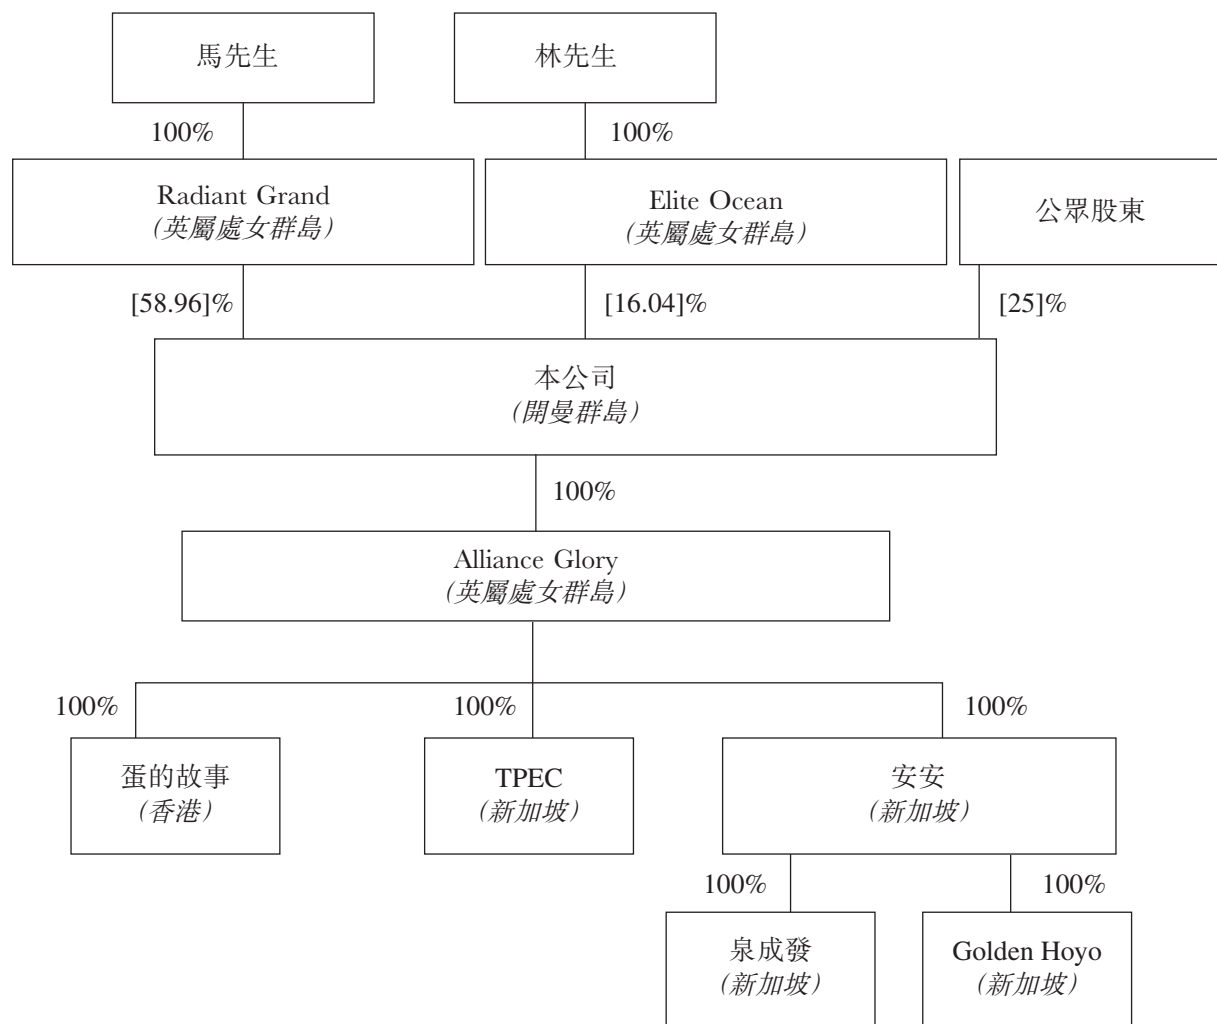 馬先生
林先生
100%
100%
Radiant Grand
(英屬處女群島)
Elite Ocean
(英屬處女群島)
公眾股東
[58.96]%
[16.04]%
[25]%
本公司
(開曼群島)
100%
Alliance Glory
(英屬處女群島)
100%
100%
100%
蛋的故事
(香港)
TPEC
(新加坡)
安安
(新加坡)
100%
100%
泉成發
(新加坡)
Golden Hoyo
(新加坡)